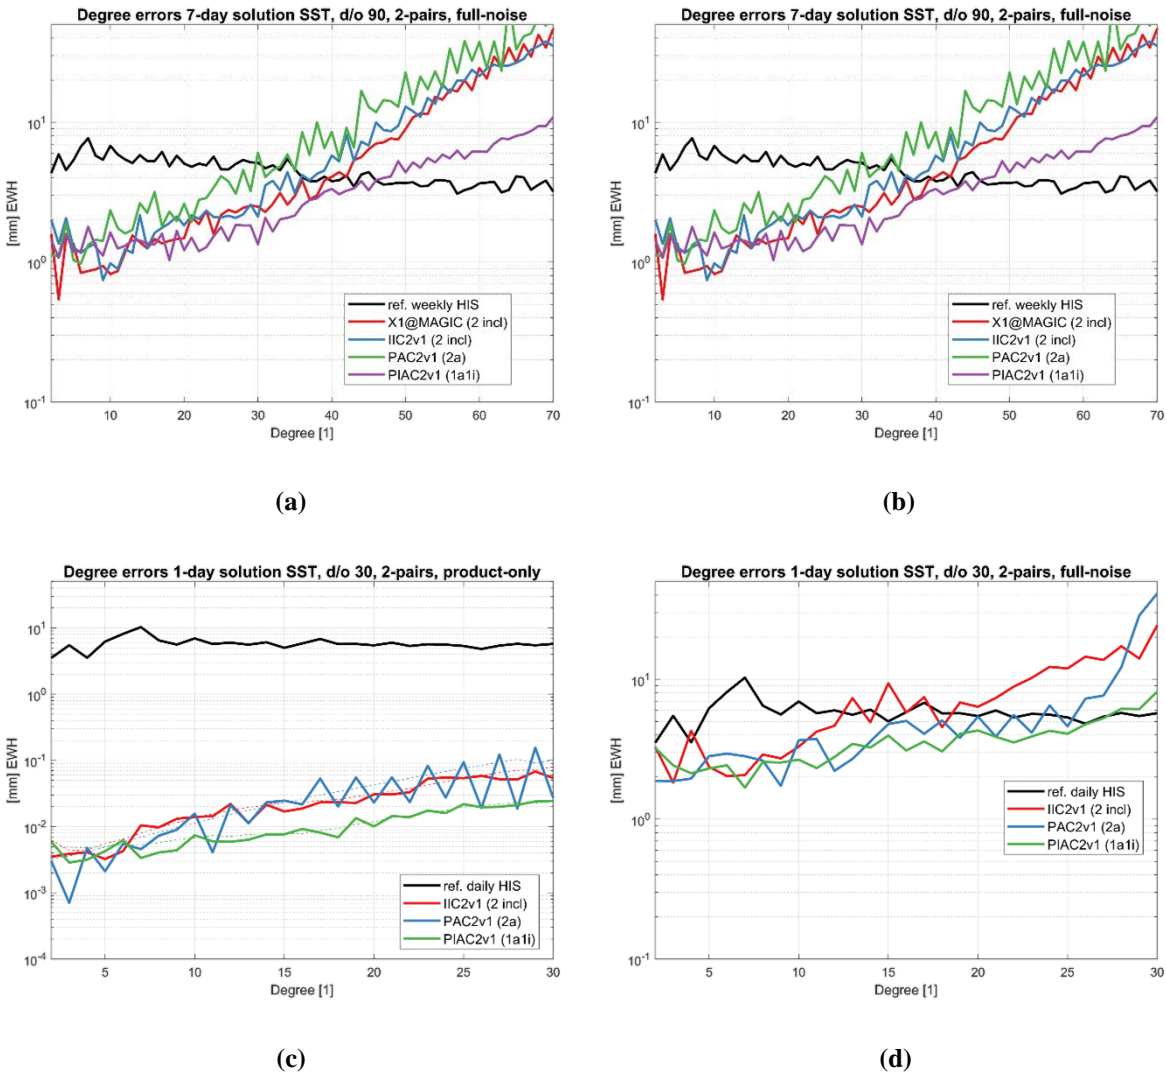 Degree errors 7-day solution SST, d/o 90, 2-pairs, full-noise
[mm] EWH
10^1
10^0
10^-1
10 20 30 40 50 60 70
Degree [1]
ref. weekly HIS
X1@MAGIC (2 incl)
IIC2v1 (2 incl)
PAC2v1 (2a)
PIAC2v1 (1a1i)
(a)
Degree errors 7-day solution SST, d/o 90, 2-pairs, full-noise
[mm] EWH
10^1
10^0
10^-1
10 20 30 40 50 60 70
Degree [1]
ref. weekly HIS
X1@MAGIC (2 incl)
IIC2v1 (2 incl)
PAC2v1 (2a)
PIAC2v1 (1a1i)
(b)
Degree errors 1-day solution SST, d/o 30, 2-pairs, product-only
[mm] EWH
10^1
10^0
10^-1
10^-2
10^-3
10^-4
5 10 15 20 25 30
Degree [1]
ref. daily HIS
IIC2v1 (2 incl)
PAC2v1 (2a)
PIAC2v1 (1a1i)
(c)
Degree errors 1-day solution SST, d/o 30, 2-pairs, full-noise
[mm] EWH
10^1
10^0
10^-1
5 10 15 20 25 30
Degree [1]
ref. daily HIS
IIC2v1 (2 incl)
PAC2v1 (2a)
PIAC2v1 (1a1i)
(d)